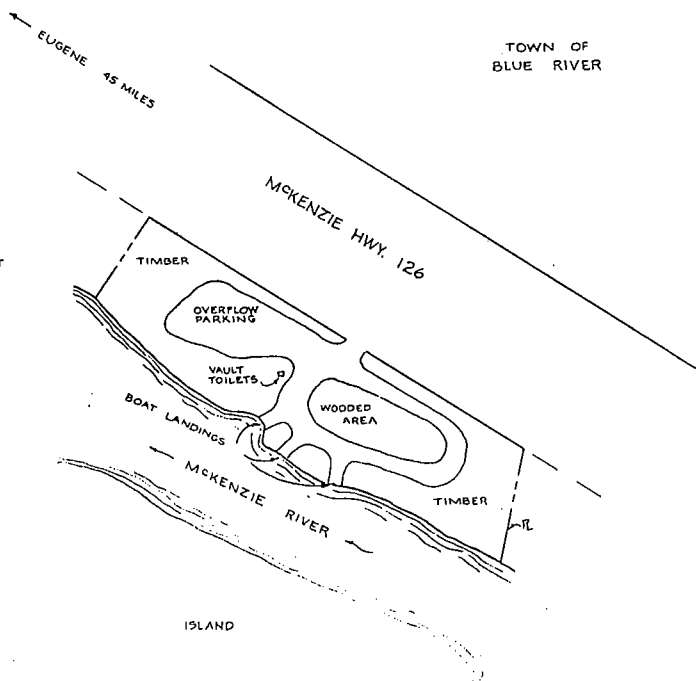 EUGENE 45 MILES
TOWN OF
BLUE RIVER
McKENZIE HWY. 126
TIMBER
OVERFLOW
PARKING
VAULT
TOILETS
WOODED
AREA
BOAT LANDINGS
McKENZIE RIVER
TIMBER
ISLAND